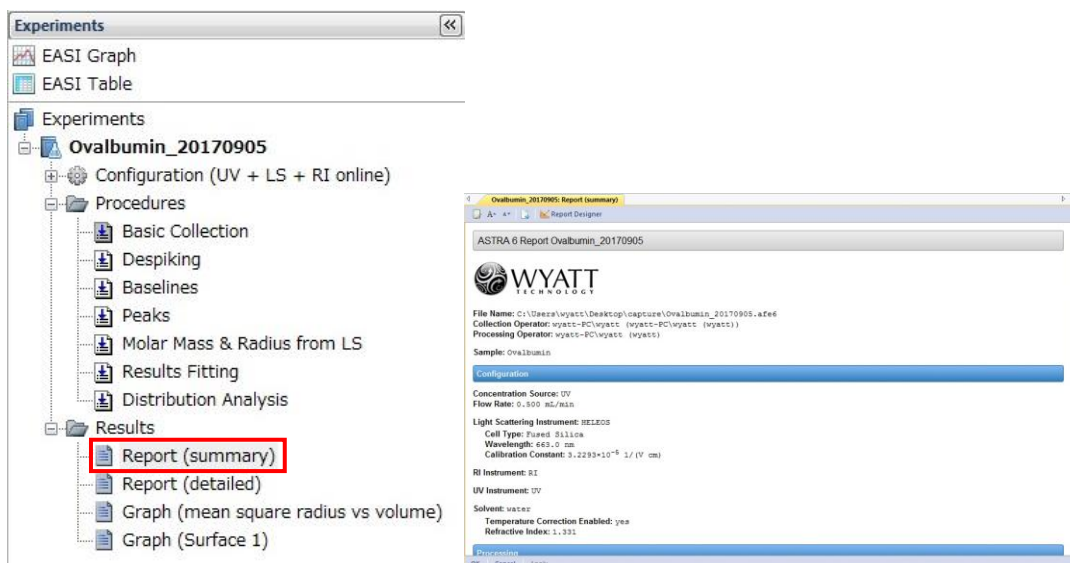 Experiments
EASI Graph
EASI Table
Experiments
Ovalbumin_20170905
Configuration (UV + LS + RI online)
Procedures
Basic Collection
Despiking
Baselines
Peaks
Molar Mass & Radius from LS
Results Fitting
Distribution Analysis
Results
Report (summary)
Report (detailed)
Graph (mean square radius vs volume)
Graph (Surface 1)
Ovalbumin_20170905: Report (summary)
A+ A+ Report Designer
ASTRA 6 Report Ovalbumin_20170905
WYATT
TECHNOLOGY
File Name: C:\Users\wyatt\Desktop\capture\Ovalbumin_20170905.afe6
Collection Operator: wyatt-PC\wyatt (wyatt-PC\wyatt (wyatt))
Processing Operator: wyatt-PC\wyatt (wyatt)
Sample: Ovalbumin
Configuration
Concentration Source: UV
Flow Rate: 0.500 mL/min
Light Scattering Instrument: HELEOS
Cell Type: Fused Silica
Wavelength: 663.0 nm
Calibration Constant: 3.2293×10⁻⁵ 1/(V cm)
RI Instrument: RI
UV Instrument: UV
Solvent: water
Temperature Correction Enabled: yes
Refractive Index: 1.331
Processing